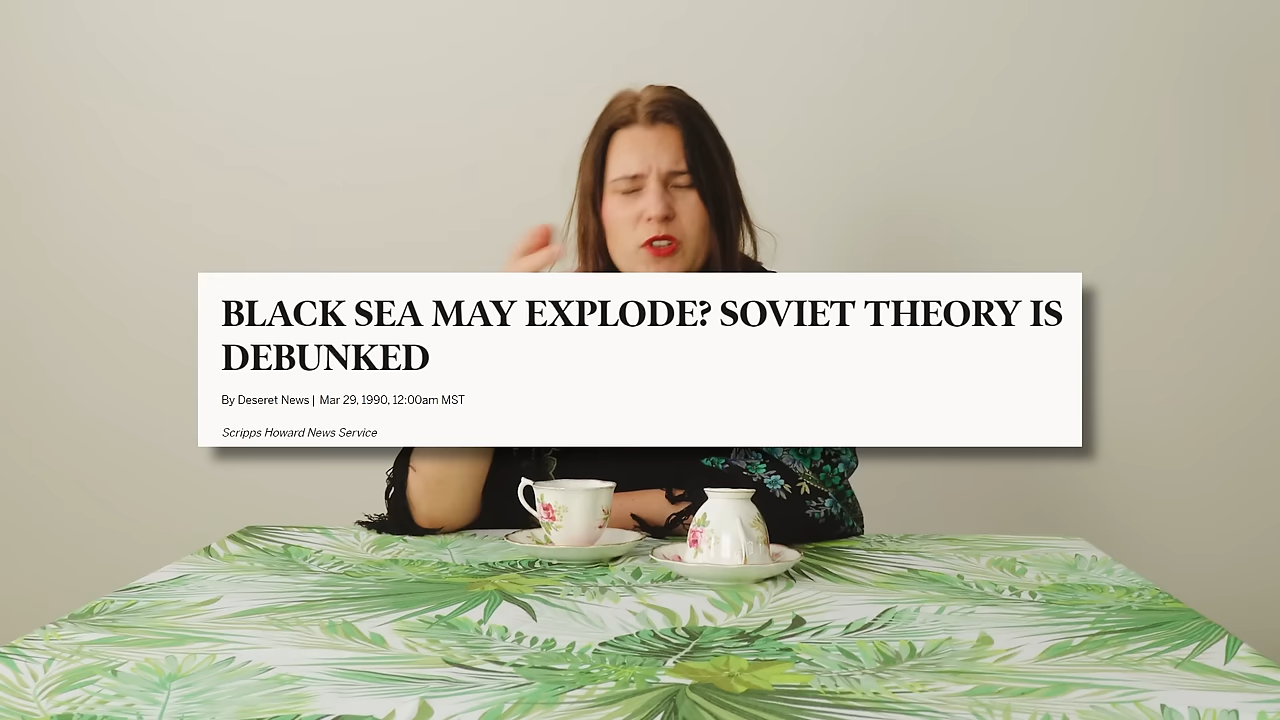 BLACK SEA MAY EXPLODE? SOVIET THEORY IS
DEBUNKED
By Deseret News | Mar 29, 1990, 12:00am MST
Scripps Howard News Service